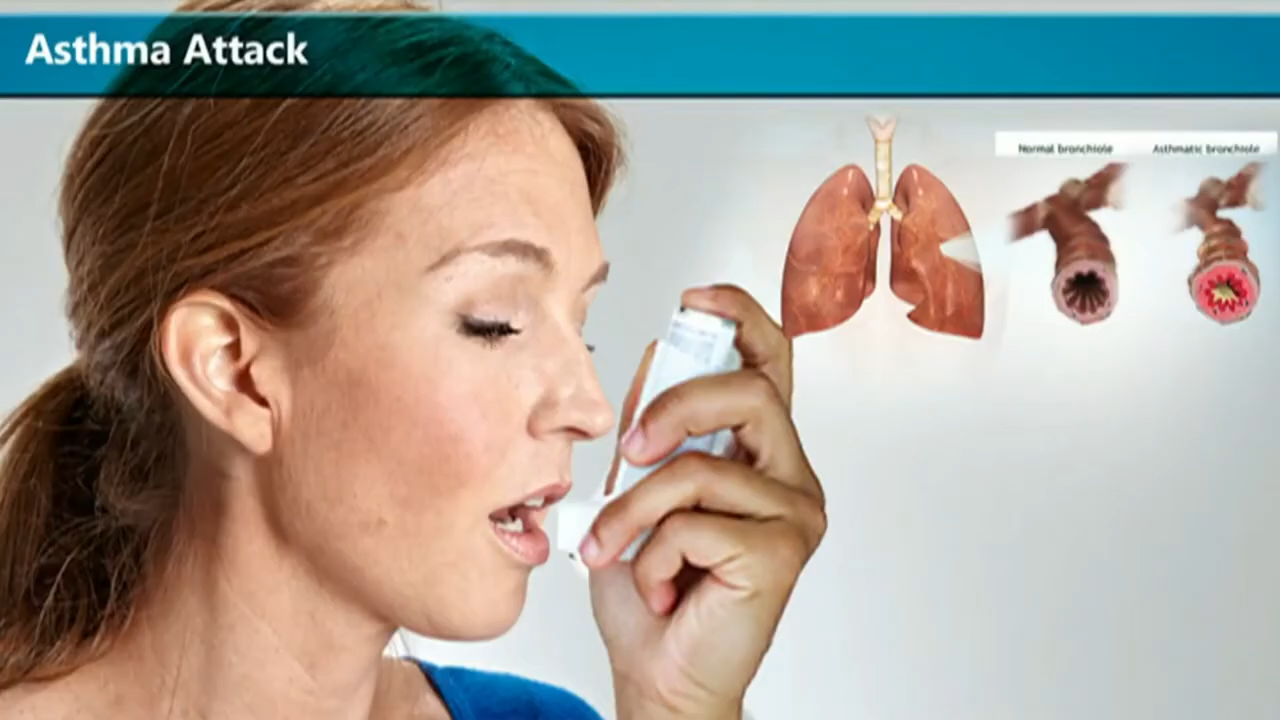 Asthma Attack
Normal bronchiole
Asthmatic bronchiole